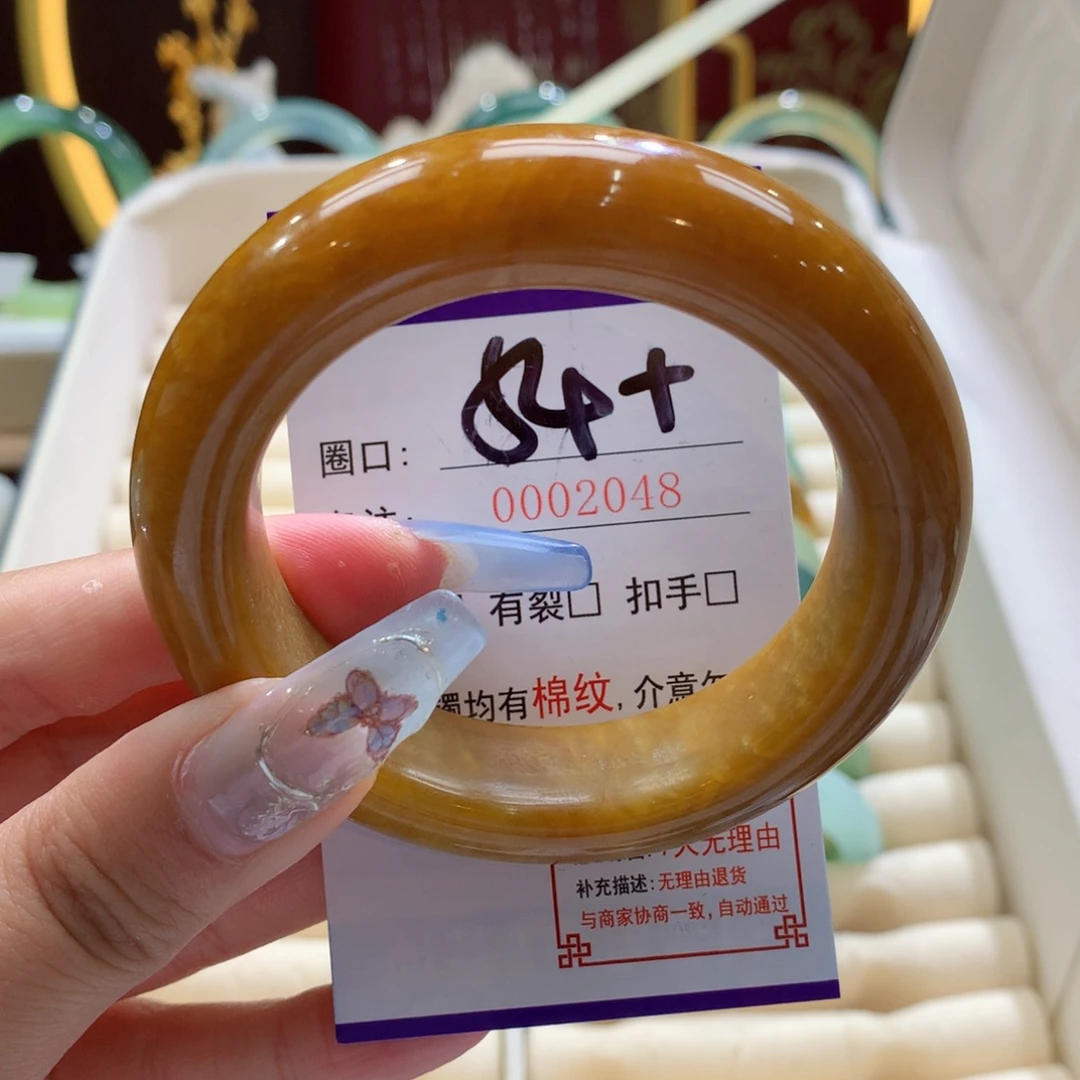 圈口: 54+
0002048
有裂□ 扣手□
镯均有棉纹, 介意勿
人无理由
补充描述:无理由退货
与商家协商一致, 自动通过